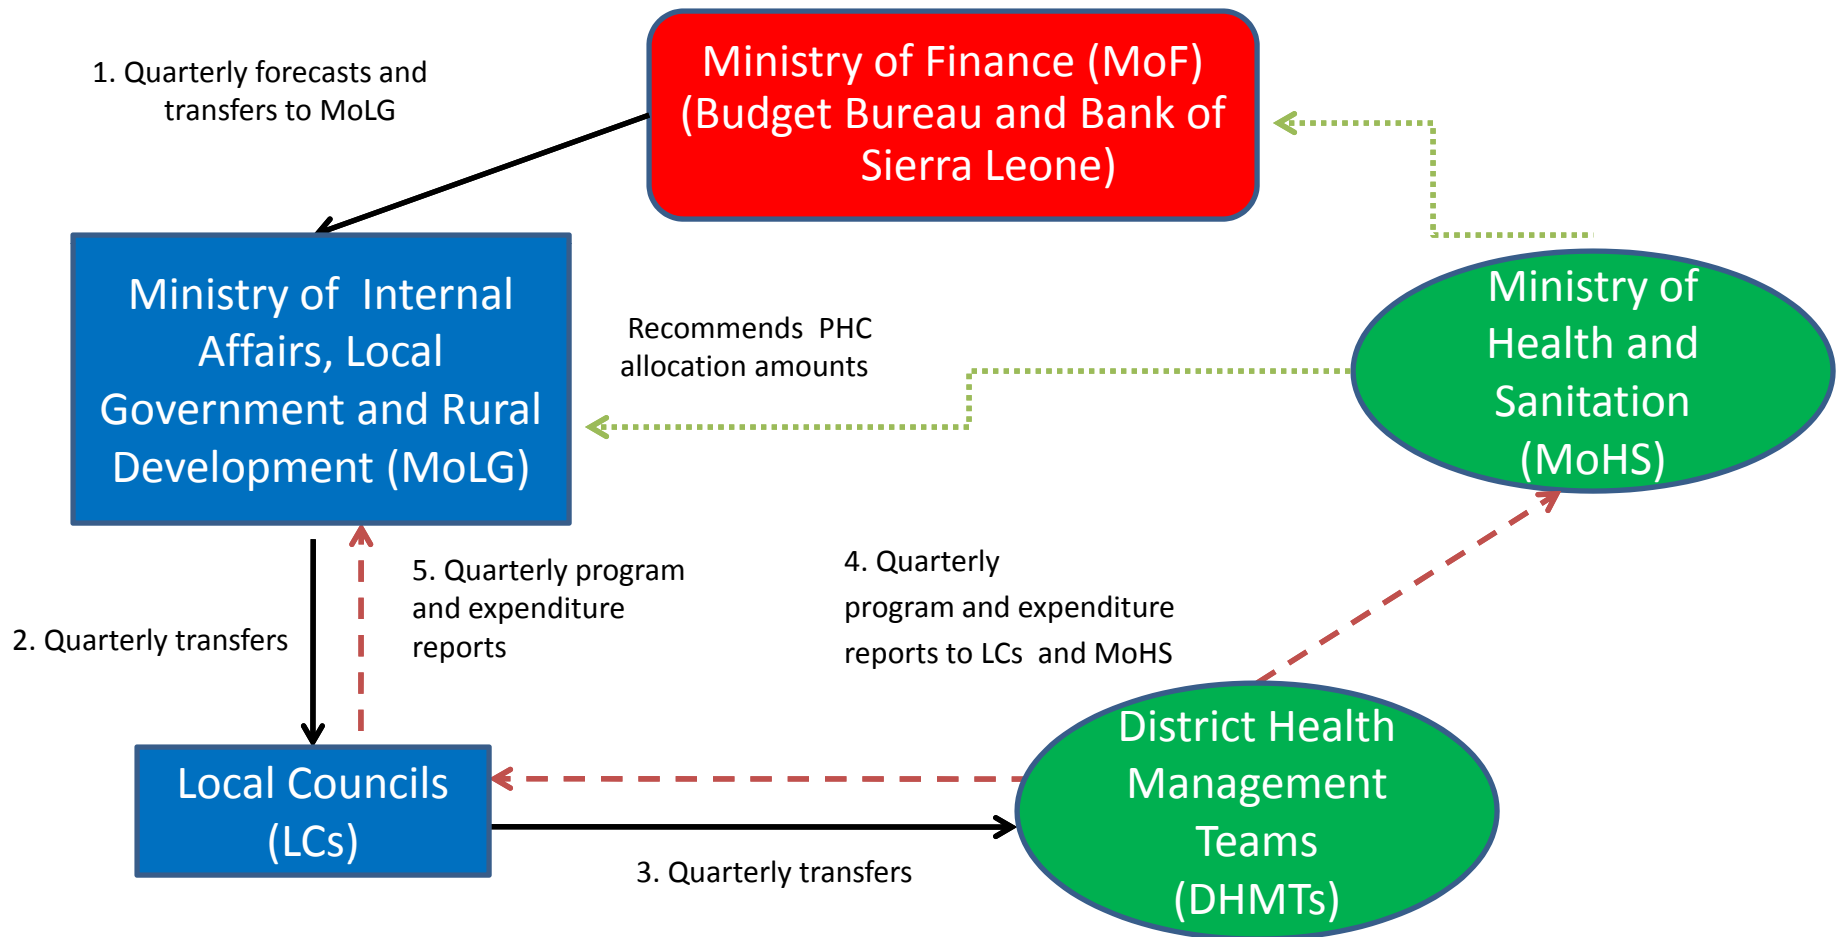 1. Quarterly forecasts and
transfers to MoLG
Ministry of Finance (MoF)
(Budget Bureau and Bank of
Sierra Leone)
Ministry of Internal
Affairs, Local
Government and Rural
Development (MoLG)
Recommends PHC
allocation amounts
Ministry of
Health and
Sanitation
(MoHS)
2. Quarterly transfers
5. Quarterly program
and expenditure
reports
4. Quarterly
program and expenditure
reports to LCs and MoHS
Local Councils
(LCs)
3. Quarterly transfers
District Health
Management
Teams
(DHMTs)